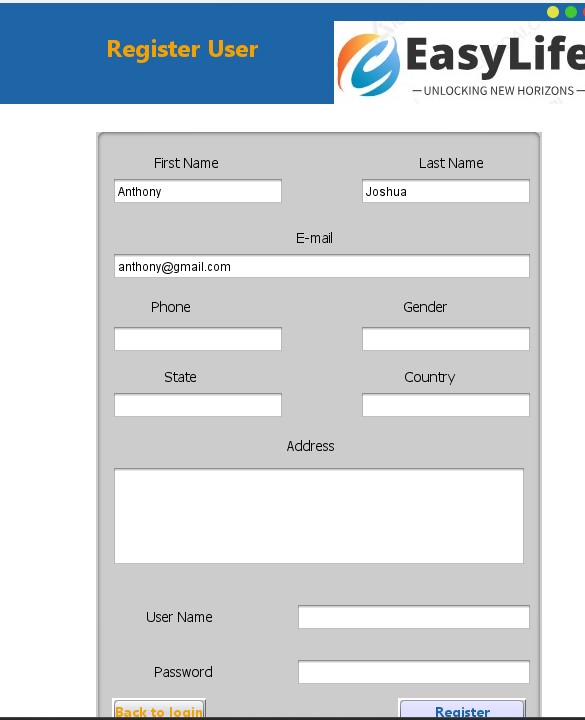 Register User
EasyLife
UNLOCKING NEW HORIZONS
First Name Last Name
Anthony Joshua
E-mail
anthony@gmail.com
Phone Gender
State Country
Address
User Name
Password
Back to login Register